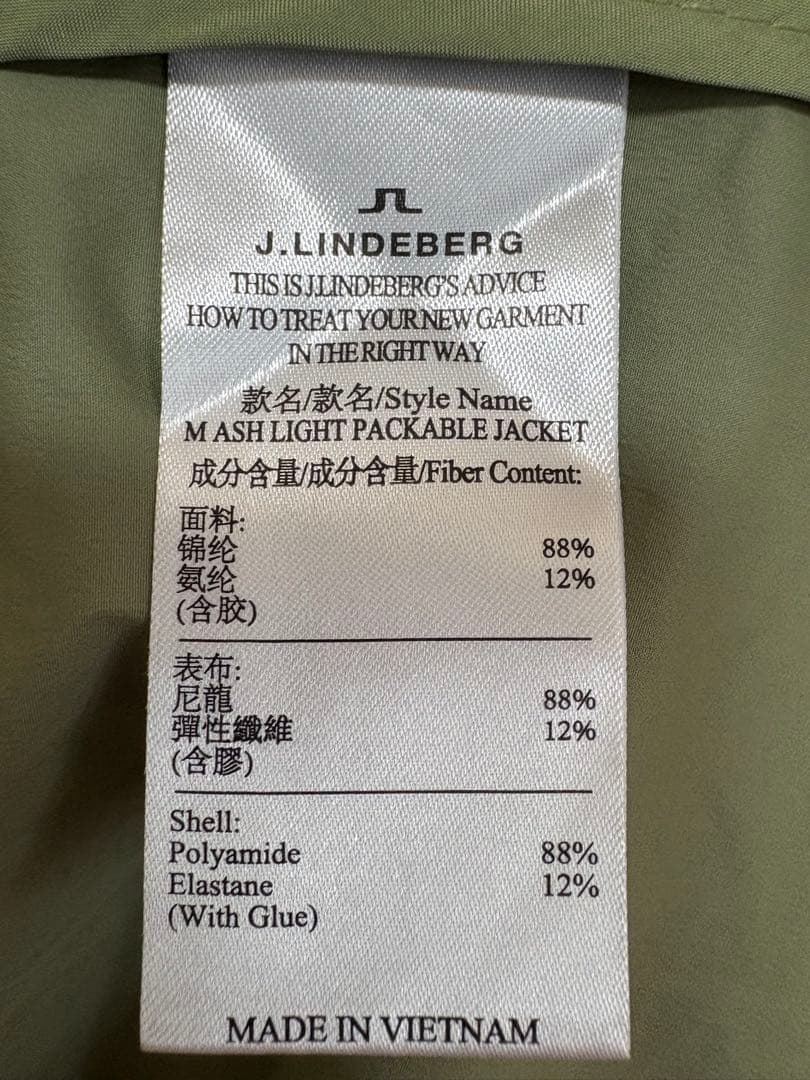 J.LINDEBERG
THIS IS J.LINDEBERG'S ADVICE
HOW TO TREAT YOUR NEW GARMENT
IN THE RIGHT WAY
款名/款名/Style Name
M ASH LIGHT PACKABLE JACKET
成分含量/成分含量/Fiber Content:
面料:
锦纶 88%
氨纶 12%
(含胶)
表布:
尼龍 88%
彈性纖維 12%
(含膠)
Shell:
Polyamide 88%
Elastane 12%
(With Glue)
MADE IN VIETNAM